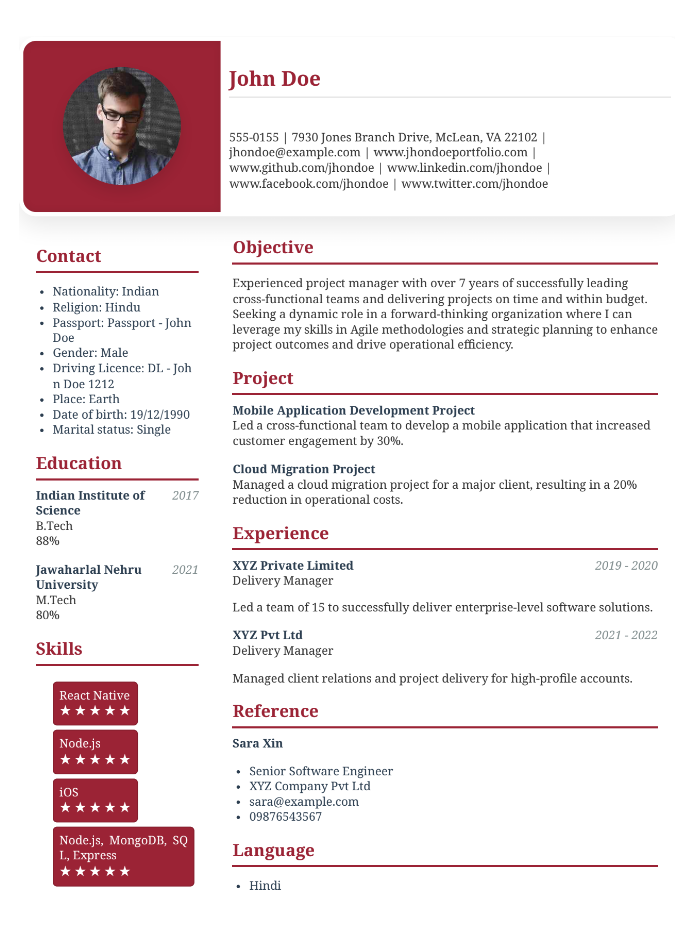 John Doe
555-0155 | 7930 Jones Branch Drive, McLean, VA 22102 |
jhondoe@example.com | www.jhondoeportfolio.com |
www.github.com/jhondoe | www.linkedin.com/jhondoe |
www.facebook.com/jhondoe | www.twitter.com/jhondoe
Contact
• Nationality: Indian
• Religion: Hindu
• Passport: Passport - John
Doe
• Gender: Male
• Driving Licence: DL - Joh
n Doe 1212
• Place: Earth
• Date of birth: 19/12/1990
• Marital status: Single
Education
Indian Institute of 2017
Science
B.Tech
88%
Jawaharlal Nehru 2021
University
M.Tech
80%
Skills
React Native
★ ★ ★ ★ ★
Node.js
★ ★ ★ ★ ★
iOS
★ ★ ★ ★ ★
Node.js, MongoDB, SQ
L, Express
★ ★ ★ ★ ★
Objective
Experienced project manager with over 7 years of successfully leading
cross-functional teams and delivering projects on time and within budget.
Seeking a dynamic role in a forward-thinking organization where I can
leverage my skills in Agile methodologies and strategic planning to enhance
project outcomes and drive operational efficiency.
Project
Mobile Application Development Project
Led a cross-functional team to develop a mobile application that increased
customer engagement by 30%.
Cloud Migration Project
Managed a cloud migration project for a major client, resulting in a 20%
reduction in operational costs.
Experience
XYZ Private Limited 2019 - 2020
Delivery Manager
Led a team of 15 to successfully deliver enterprise-level software solutions.
XYZ Pvt Ltd 2021 - 2022
Delivery Manager
Managed client relations and project delivery for high-profile accounts.
Reference
Sara Xin
• Senior Software Engineer
• XYZ Company Pvt Ltd
• sara@example.com
• 09876543567
Language
• Hindi